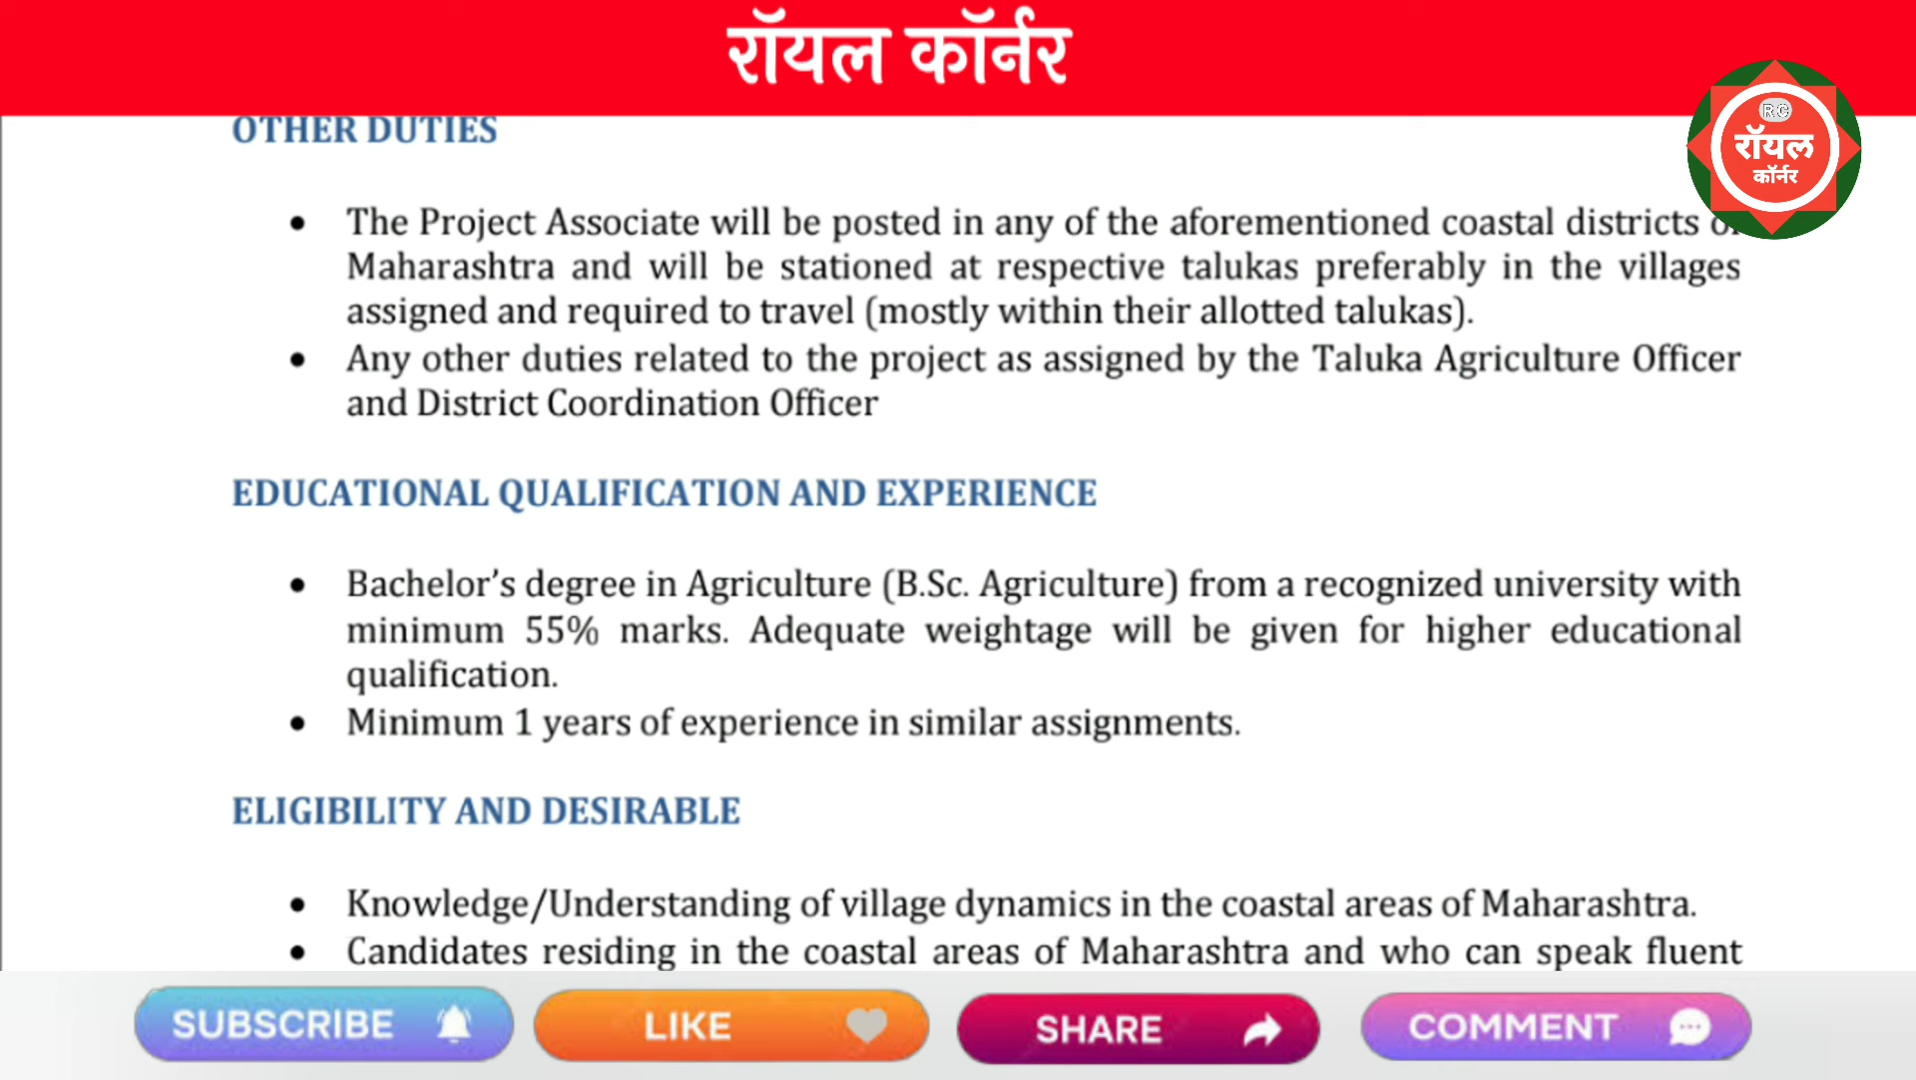 रॉयल कॉर्नर
RC
रॉयल
कॉर्नर
OTHER DUTIES
• The Project Associate will be posted in any of the aforementioned coastal districts
Maharashtra and will be stationed at respective talukas preferably in the villages
assigned and required to travel (mostly within their allotted talukas).
• Any other duties related to the project as assigned by the Taluka Agriculture Officer
and District Coordination Officer
EDUCATIONAL QUALIFICATION AND EXPERIENCE
• Bachelor’s degree in Agriculture (B.Sc. Agriculture) from a recognized university with
minimum 55% marks. Adequate weightage will be given for higher educational
qualification.
• Minimum 1 years of experience in similar assignments.
ELIGIBILITY AND DESIRABLE
• Knowledge/Understanding of village dynamics in the coastal areas of Maharashtra.
• Candidates residing in the coastal areas of Maharashtra and who can speak fluent
SUBSCRIBE
LIKE
SHARE
COMMENT